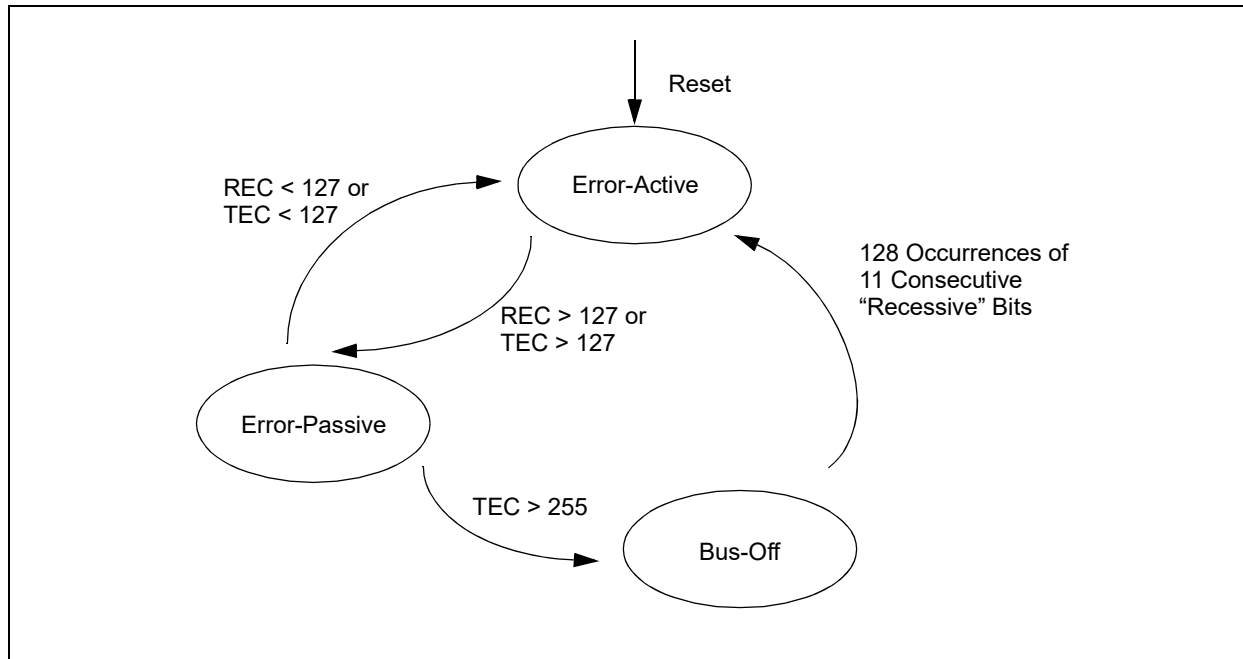 Reset
Error-Active
REC < 127 or
TEC < 127
128 Occurrences of
11 Consecutive
“Recessive” Bits
REC > 127 or
TEC > 127
Error-Passive
TEC > 255
Bus-Off